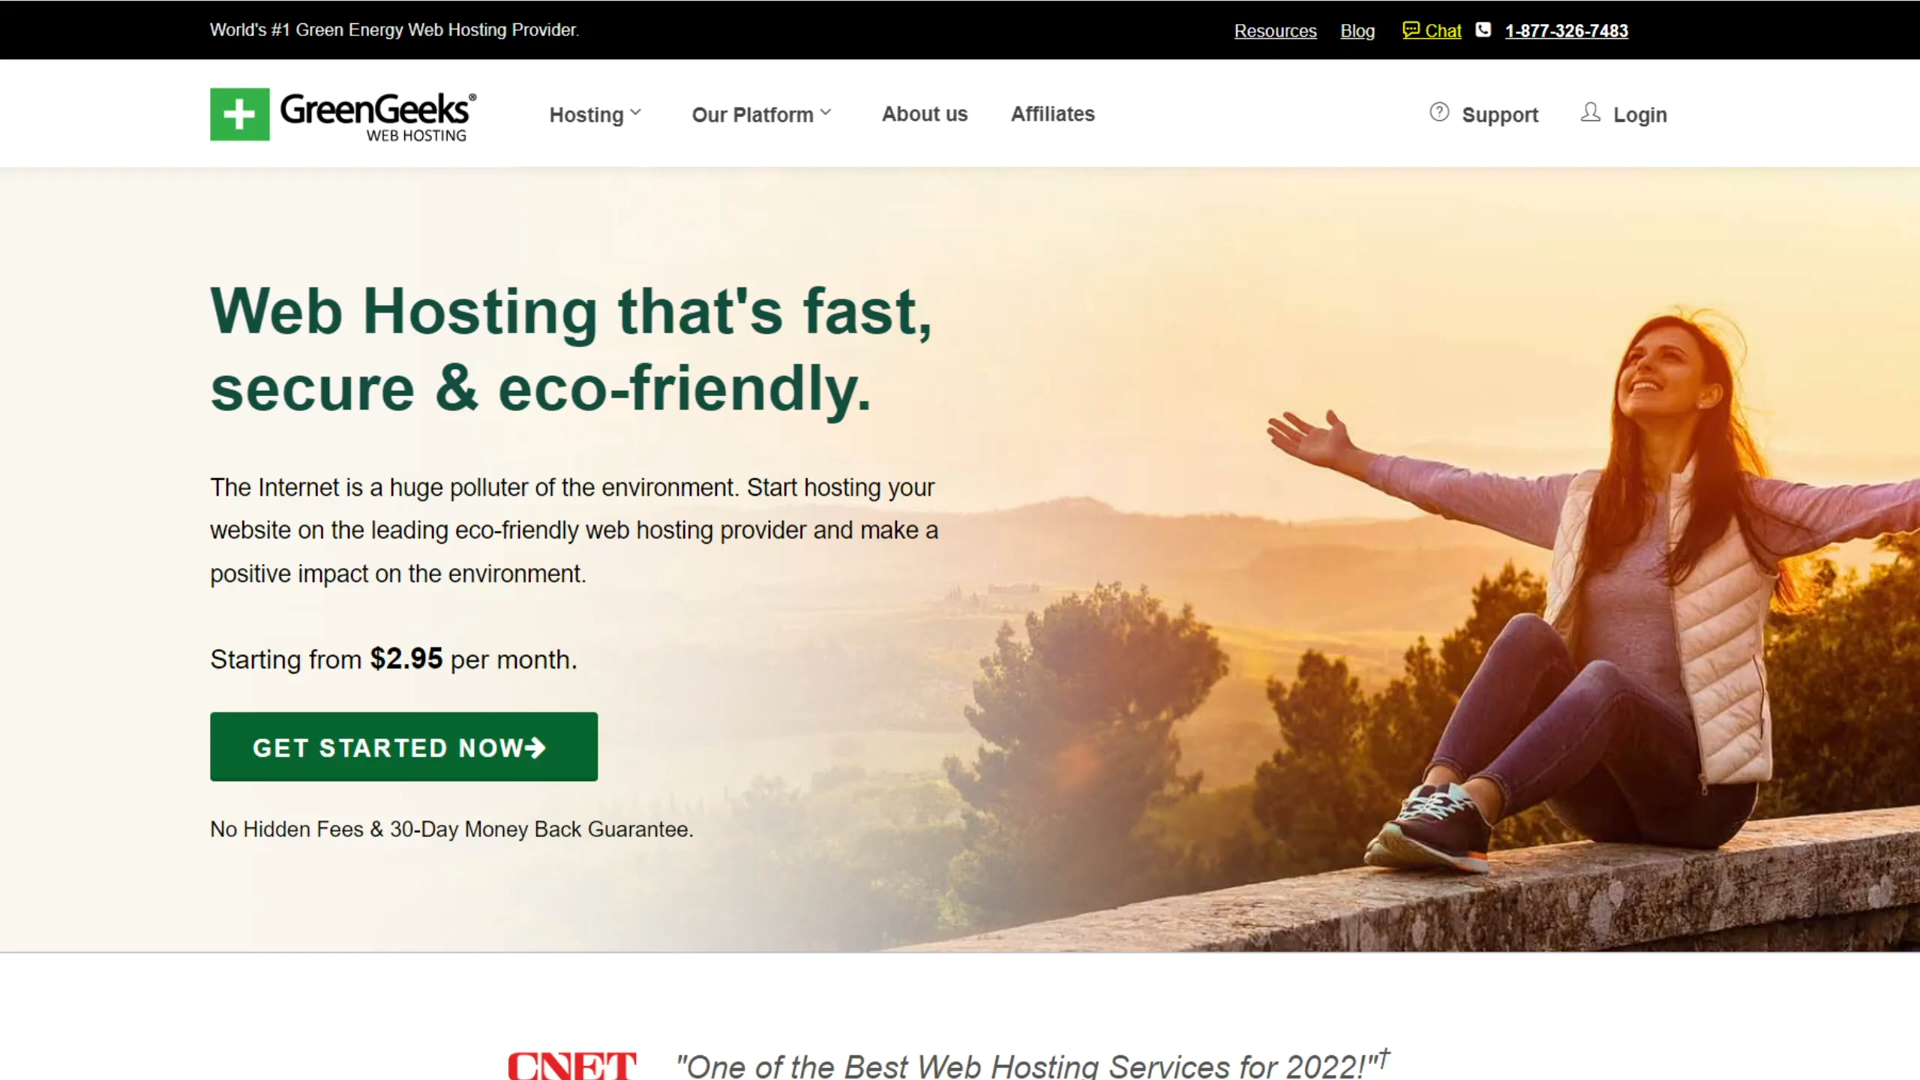 World's #1 Green Energy Web Hosting Provider.
Resources Blog Chat 1-877-326-7483
GreenGeeks®
WEB HOSTING
Hosting Our Platform About us Affiliates Support Login
Web Hosting that's fast,
secure & eco-friendly.
The Internet is a huge polluter of the environment. Start hosting your
website on the leading eco-friendly web hosting provider and make a
positive impact on the environment.
Starting from $2.95 per month.
GET STARTED NOW→
No Hidden Fees & 30-Day Money Back Guarantee.
CNET "One of the Best Web Hosting Services for 2022!"†